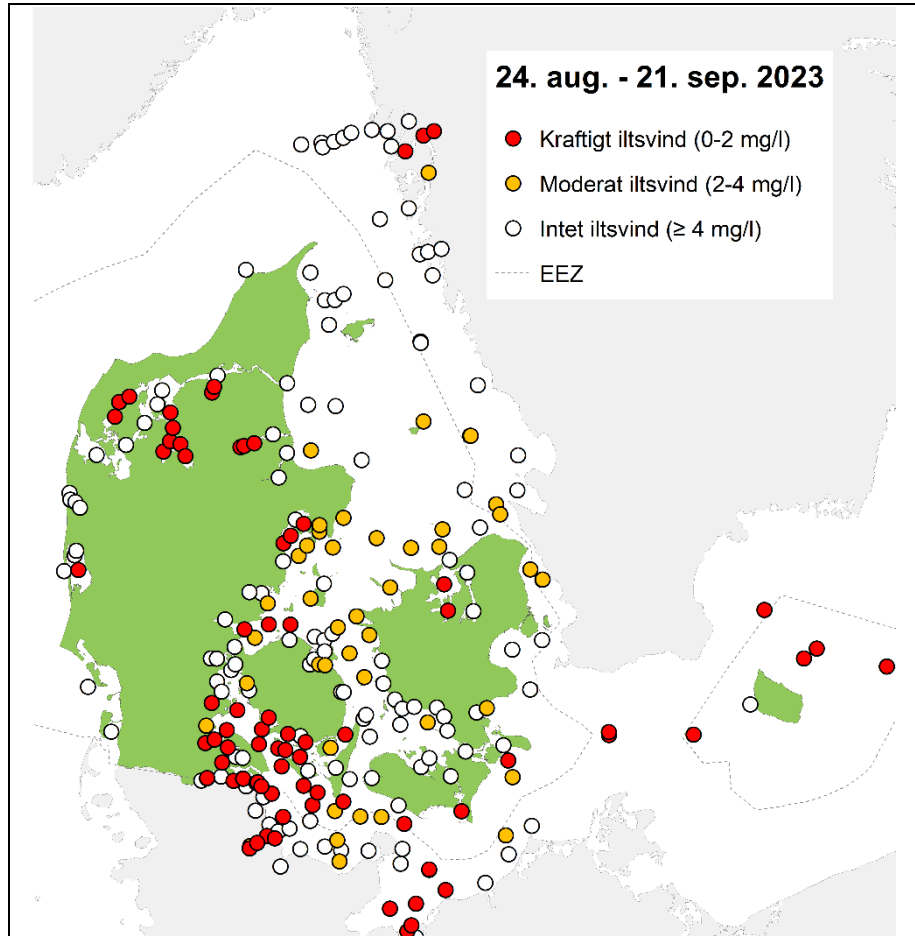 24. aug. - 21. sep. 2023
Kraftigt iltsvind (0-2 mg/l)
Moderat iltsvind (2-4 mg/l)
Intet iltsvind (≥ 4 mg/l)
EEZ